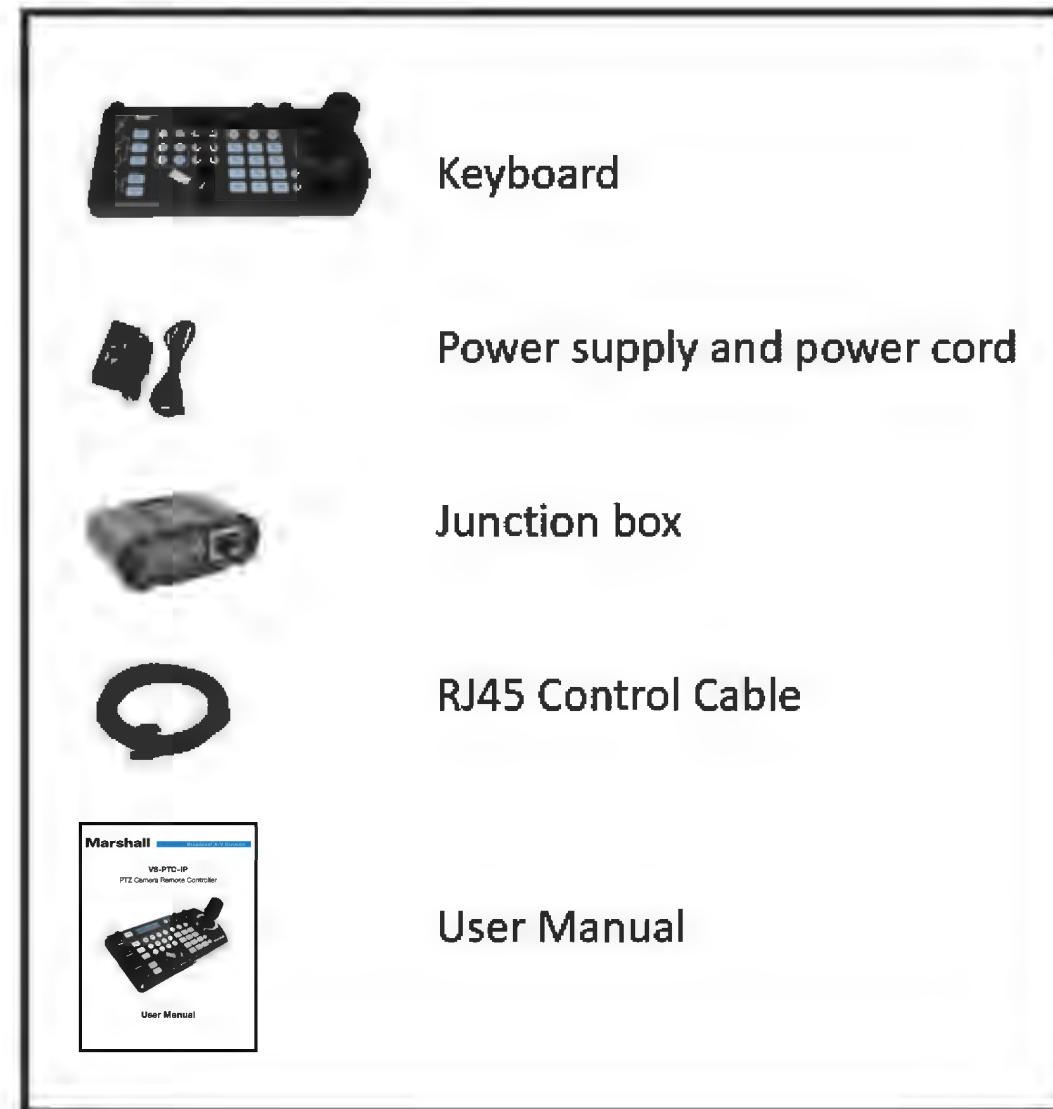 Keyboard
Power supply and power cord
Junction box
RJ45 Control Cable
Marshall
VS-PTC-IP
PTZ Camera Remote Controller
User Manual
User Manual